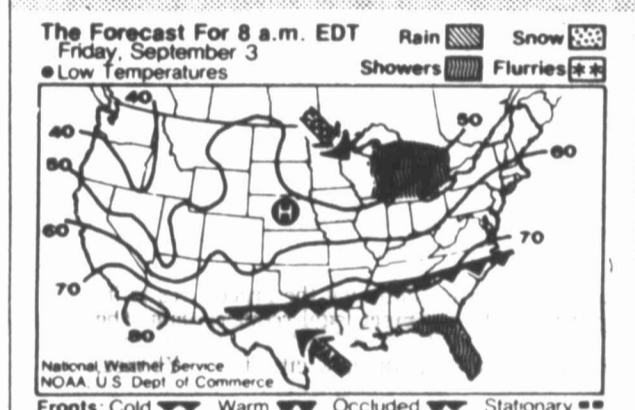 The Forecast For 8 a.m. EDT
Friday, September 3
● Low Temperatures
Rain Snow
Showers Flurries
40
40
50
60
70
80
50
60
70
H
National Weather Service
NOAA, U S Dept of Commerce
Fronts: Cold Warm Occluded Stationary